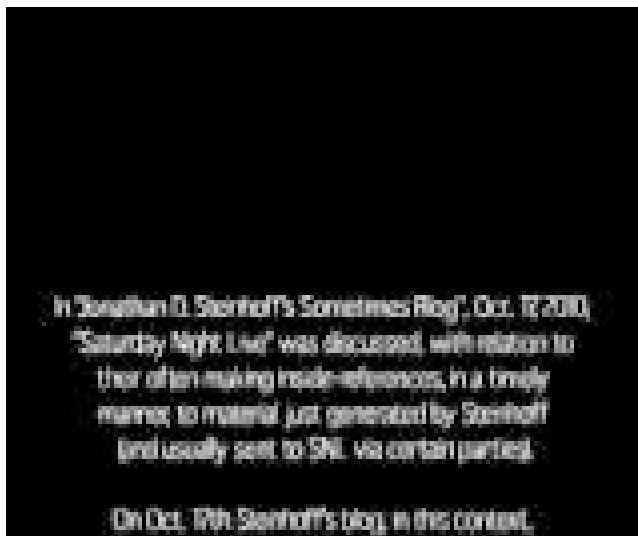 In "Jonathan D. Steinhoff's Sometimes Blog", Oct. 17, 2010,
"Saturday Night Live" was discussed, with relation to
their often making inside-references, in a timely
manner, to material just generated by Steinhoff
(and usually sent to SNL via certain parties).
On Oct. 17th Steinhoff's blog, in this context,